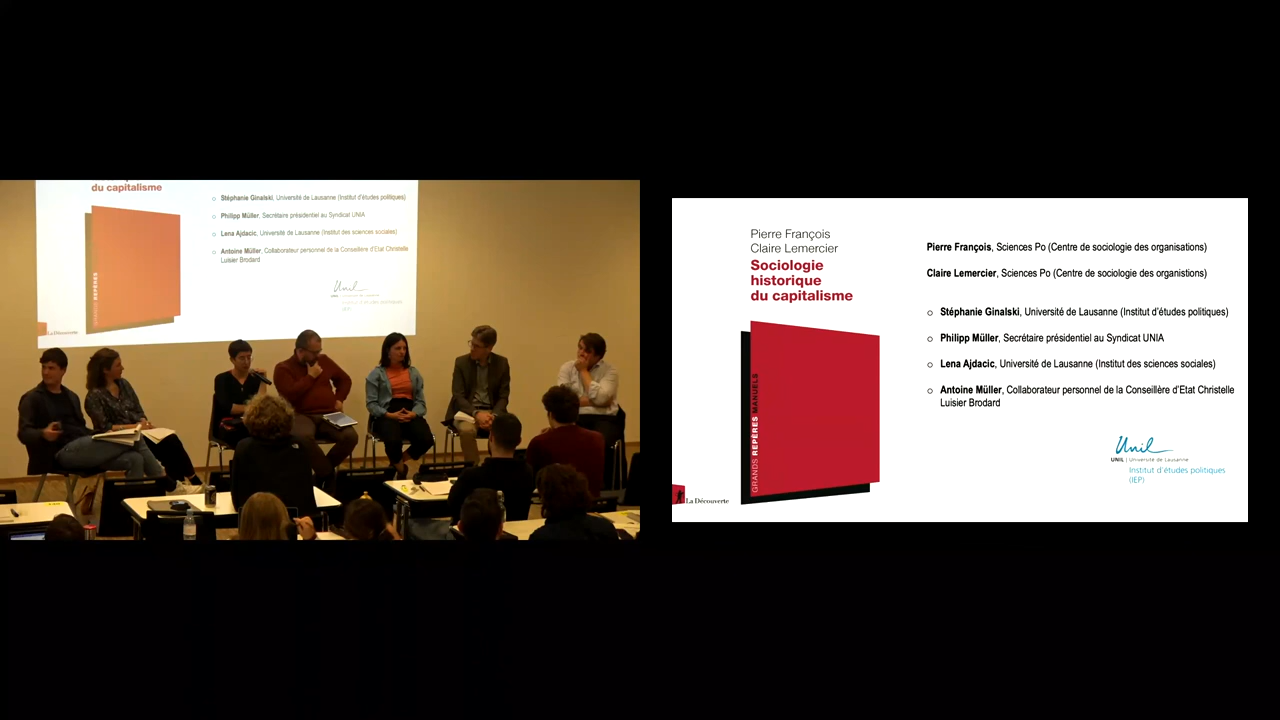 du capitalisme
Stéphanie Ginalski, Université de Lausanne (Institut d'études politiques)
Philipp Müller, Secrétaire présidentiel au Syndicat UNIA
Lena Ajdacic, Université de Lausanne (Institut des sciences sociales)
Antoine Müller, Collaborateur personnel de la Conseillère d'Etat Christelle
Luisier Brodard
REPÈRES
Unil
La Découverte
Pierre François
Claire Lemercier
Sociologie
historique
du capitalisme
GRANDS REPÈRES MANUELS
La Découverte
Pierre François, Sciences Po (Centre de sociologie des organisations)
Claire Lemercier, Sciences Po (Centre de sociologie des organistions)
o Stéphanie Ginalski, Université de Lausanne (Institut d'études politiques)
o Philipp Müller, Secrétaire présidentiel au Syndicat UNIA
o Lena Ajdacic, Université de Lausanne (Institut des sciences sociales)
o Antoine Müller, Collaborateur personnel de la Conseillère d'Etat Christelle
Luisier Brodard
Unil
UNIL | Université de Lausanne
Institut d'études politiques
(IEP)